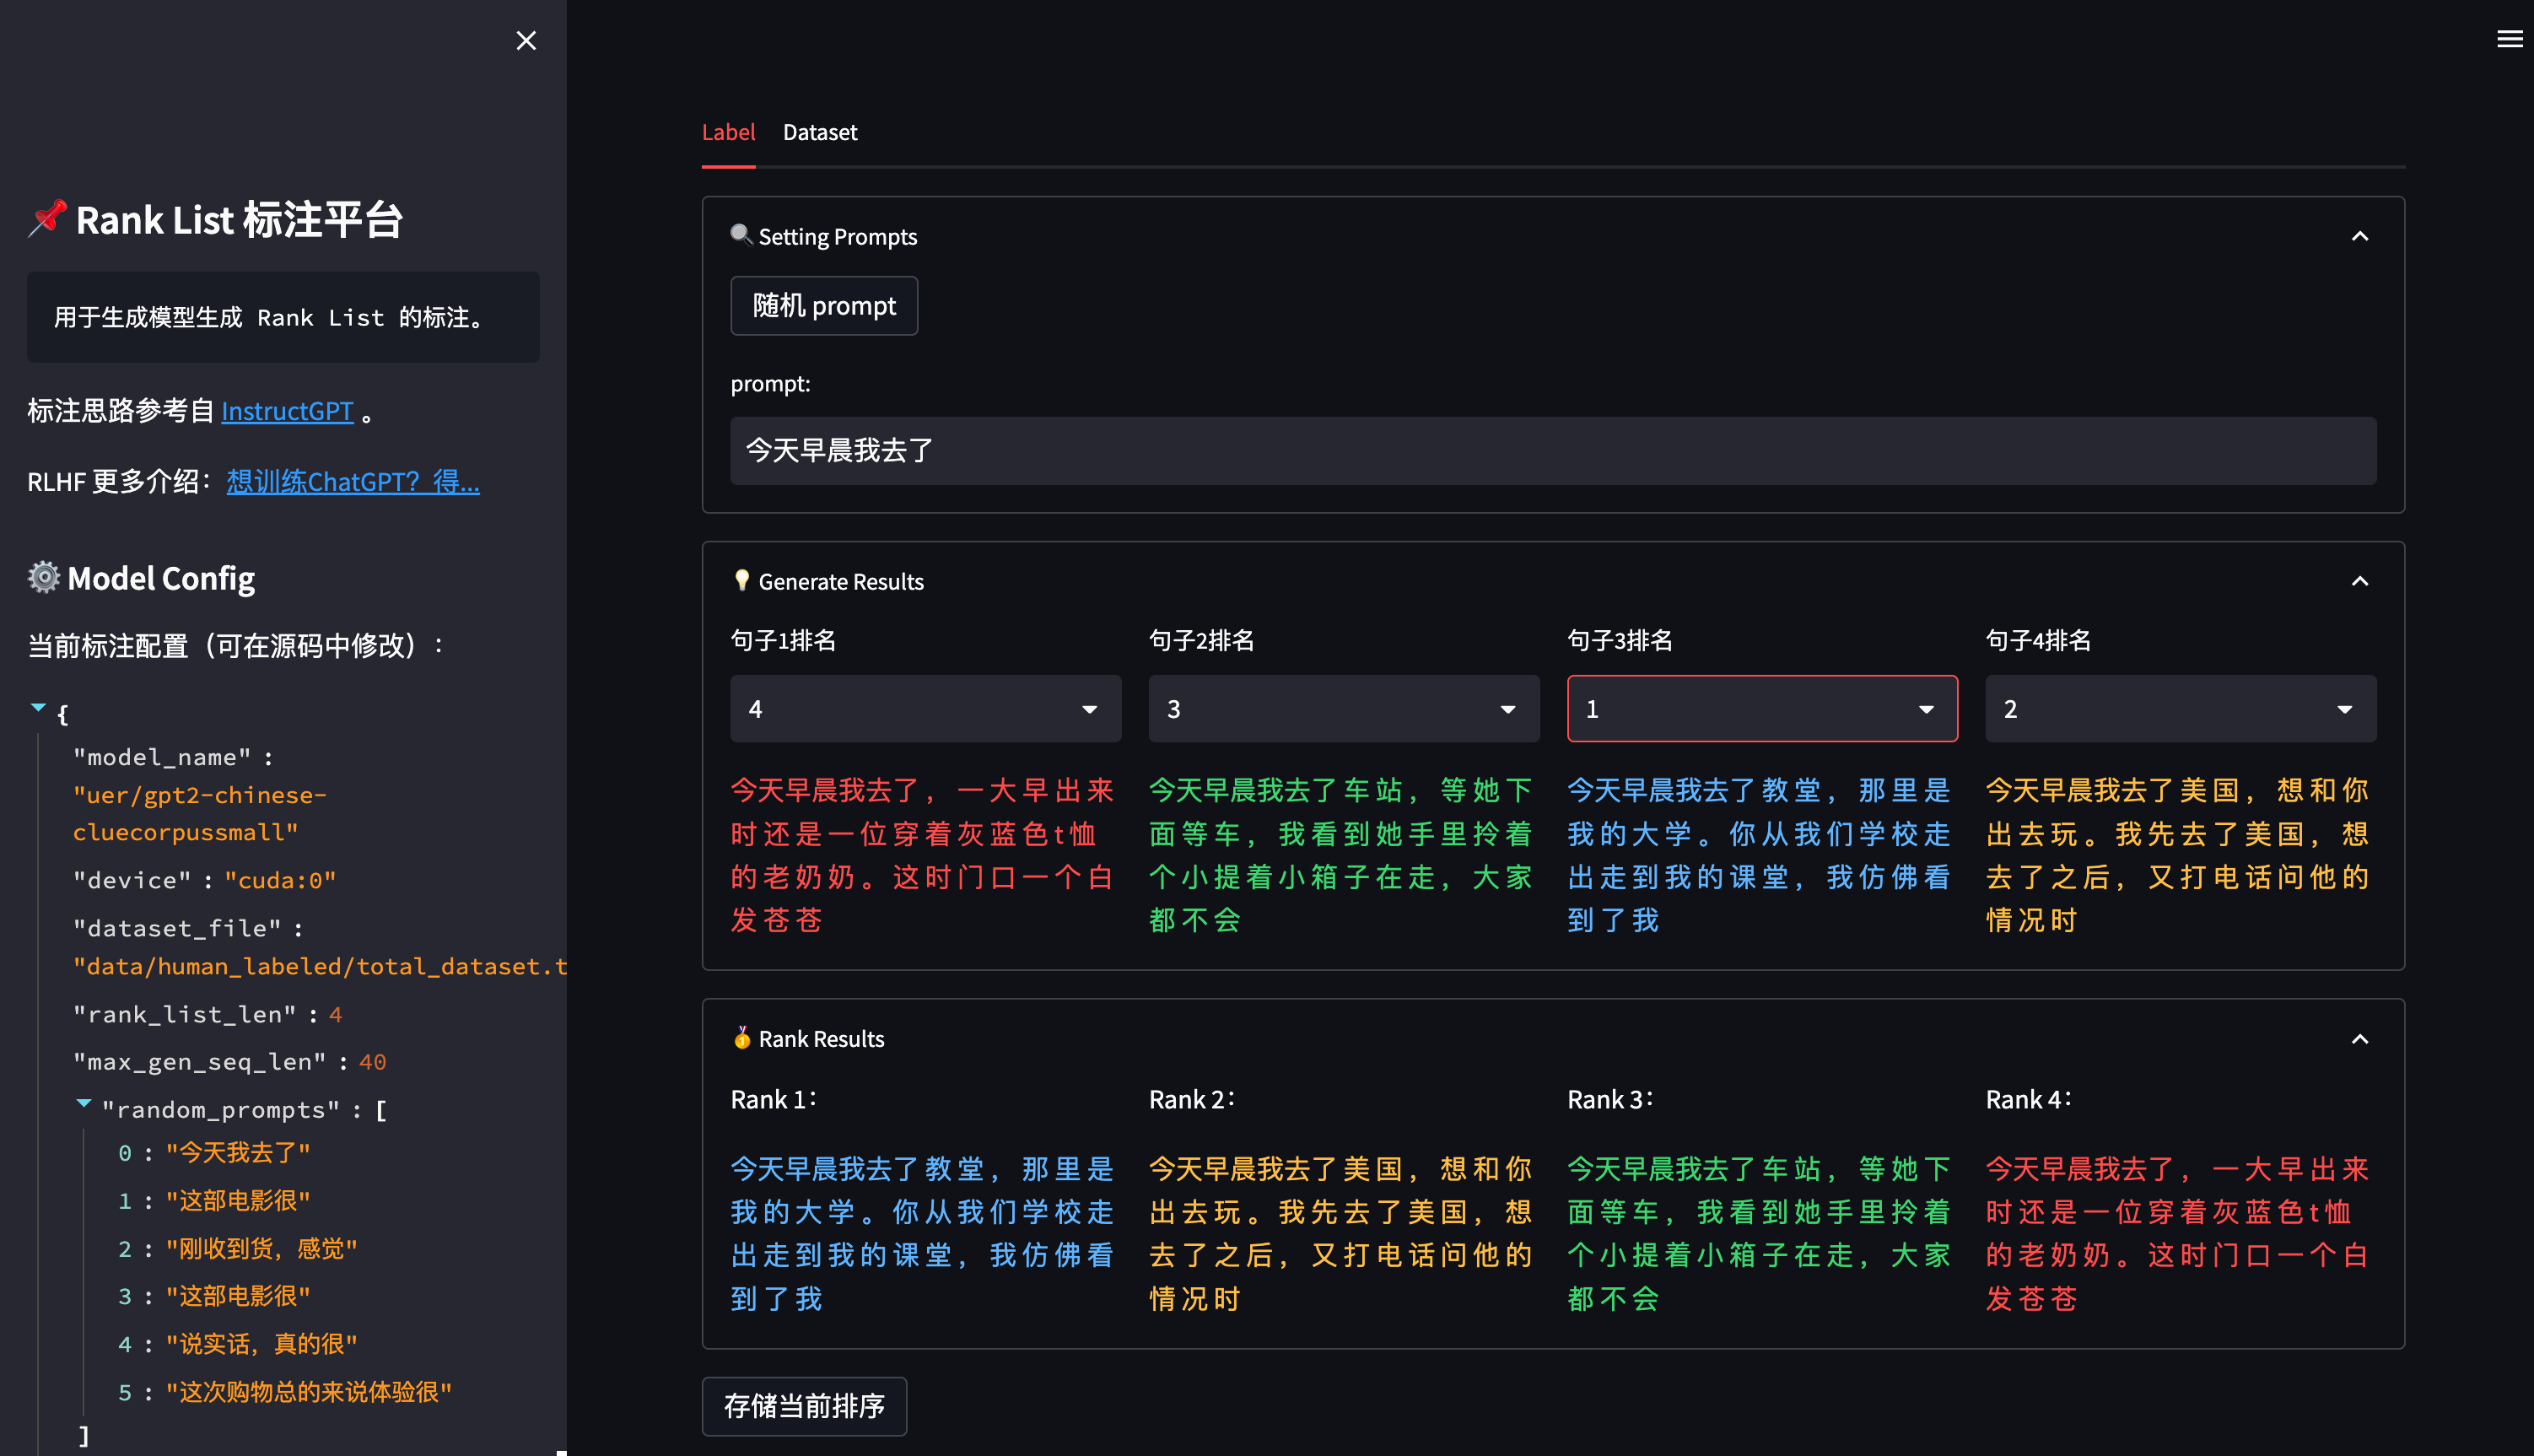 Rank List 标注平台
用于生成模型生成 Rank List 的标注。
标注思路参考自 InstructGPT 。
RLHF 更多介绍：想训练ChatGPT？得...
Model Config
当前标注配置（可在源码中修改）：
{
"model_name" :
"uer/gpt2-chinese-
cluecorpussmall"
"device" : "cuda:0"
"dataset_file" :
"data/human_labeled/total_dataset.t
"rank_list_len" : 4
"max_gen_seq_len" : 40
"random_prompts" : [
0 : "今天我去了"
1 : "这部电影很"
2 : "刚收到货，感觉"
3 : "这部电影很"
4 : "说实话，真的很"
5 : "这次购物总的来说体验很"
]
Label Dataset
Setting Prompts
随机 prompt
prompt:
今天早晨我去了
Generate Results
句子1排名
4
今天早晨我去了，一大早出来
时还是一位穿着灰蓝色t恤
的老奶奶。这时门口一个白
发苍苍
句子2排名
3
今天早晨我去了车站，等她下
面等车，我看到她手里拎着
个小提着小箱子在走，大家
都不会
句子3排名
1
今天早晨我去了教堂，那里是
我的大学。你从我们学校走
出走到我的课堂，我仿佛看
到了我
句子4排名
2
今天早晨我去了美国，想和你
出去玩。我先去了美国，想
去了之后，又打电话问他的
情况时
Rank Results
Rank 1：
今天早晨我去了教堂，那里是
我的大学。你从我们学校走
出走到我的课堂，我仿佛看
到了我
Rank 2：
今天早晨我去了美国，想和你
出去玩。我先去了美国，想
去了之后，又打电话问他的
情况时
Rank 3：
今天早晨我去了车站，等她下
面等车，我看到她手里拎着
个小提着小箱子在走，大家
都不会
Rank 4：
今天早晨我去了，一大早出来
时还是一位穿着灰蓝色t恤
的老奶奶。这时门口一个白
发苍苍
存储当前排序